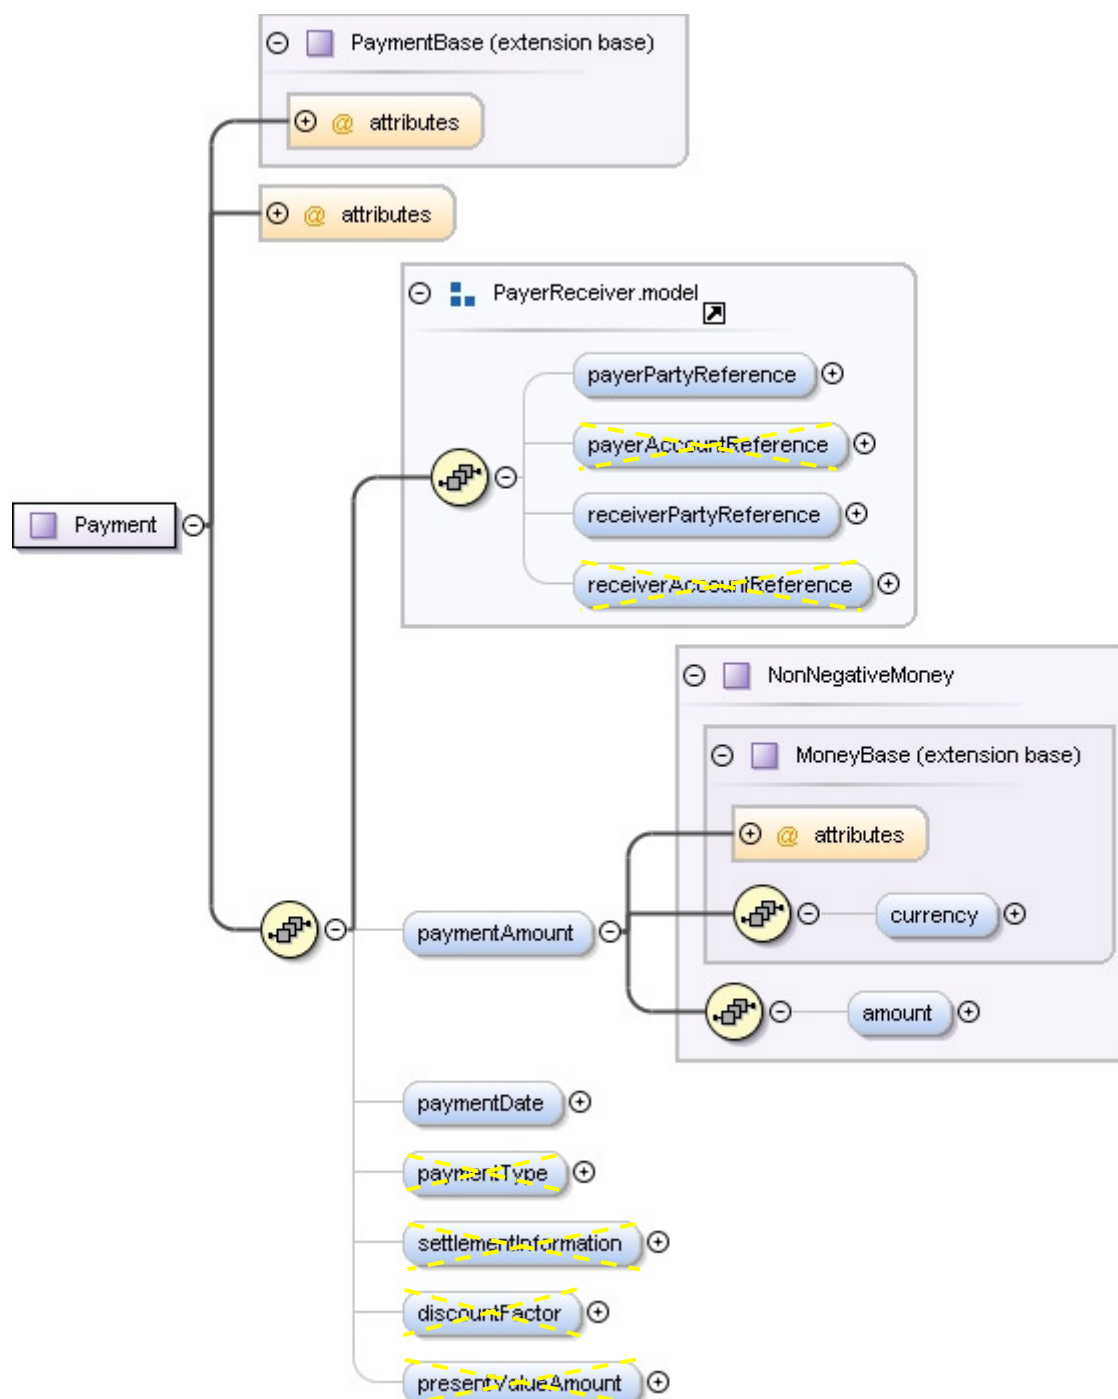 PaymentBase (extension base)
@ attributes
@ attributes
PayerReceiver.model
payerPartyReference
payerAccountReference
receiverPartyReference
receiverAccountReference
Payment
NonNegativeMoney
MoneyBase (extension base)
@ attributes
currency
paymentAmount
amount
paymentDate
paymentType
settlementInformation
discountFactor
presentValueAmount